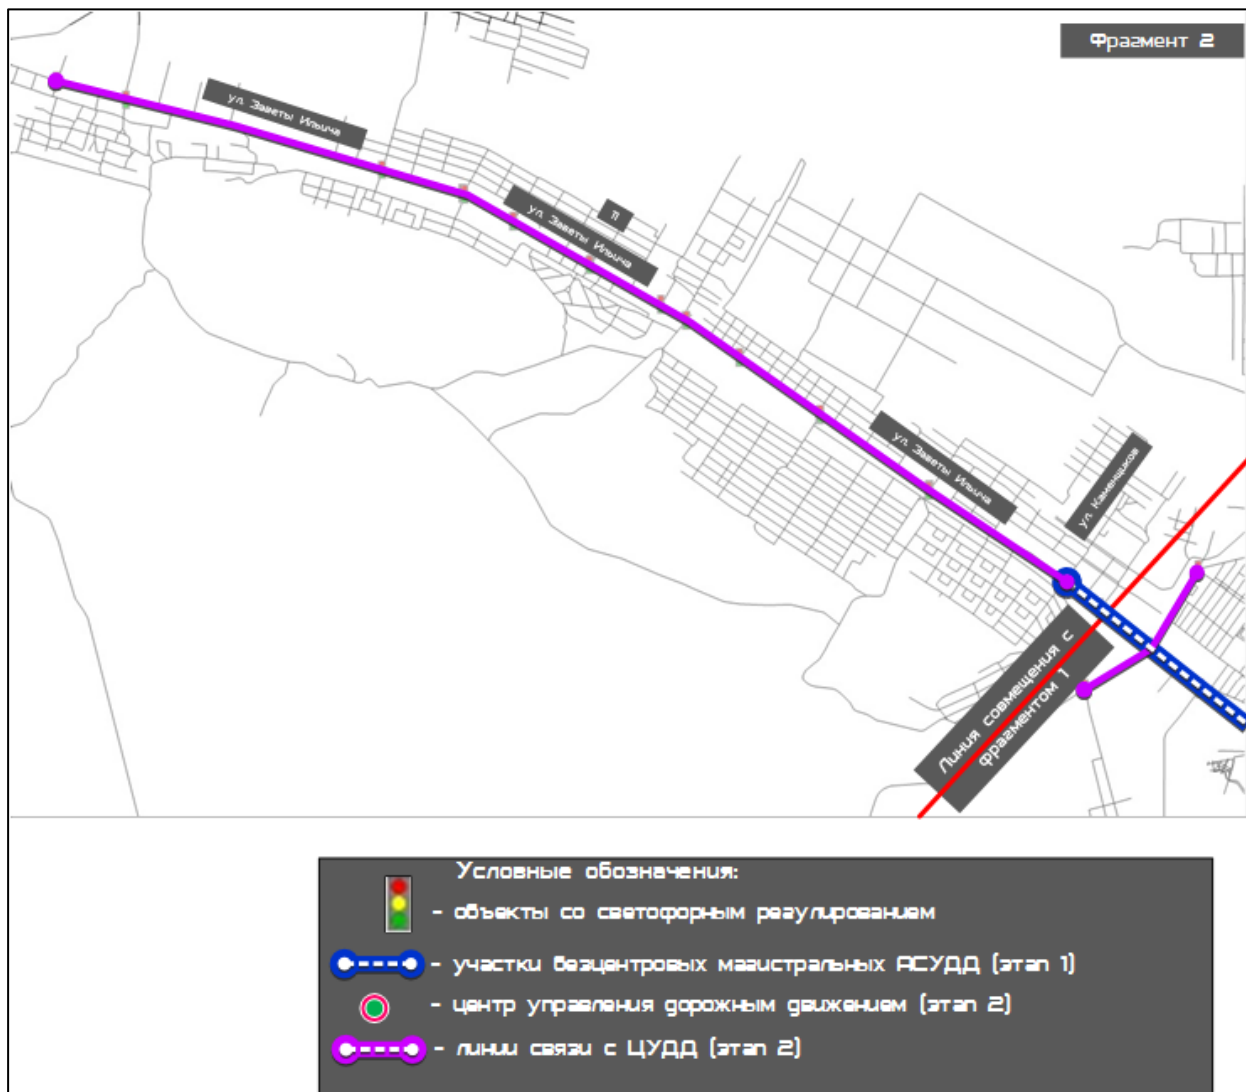 Фрагмент 2
ул. Заветы Ильича
ул. Заветы Ильича
11
ул. Заветы Ильича
ул. Каменщиков
Линия совмещения с
фрагментом 1
Условные обозначения:
- объекты со светофорным регулированием
- участки безцентровых магистральных АСУДД (этап 1)
- центр управления дорожным движением (этап 2)
- линии связи с ЦУДД (этап 2)